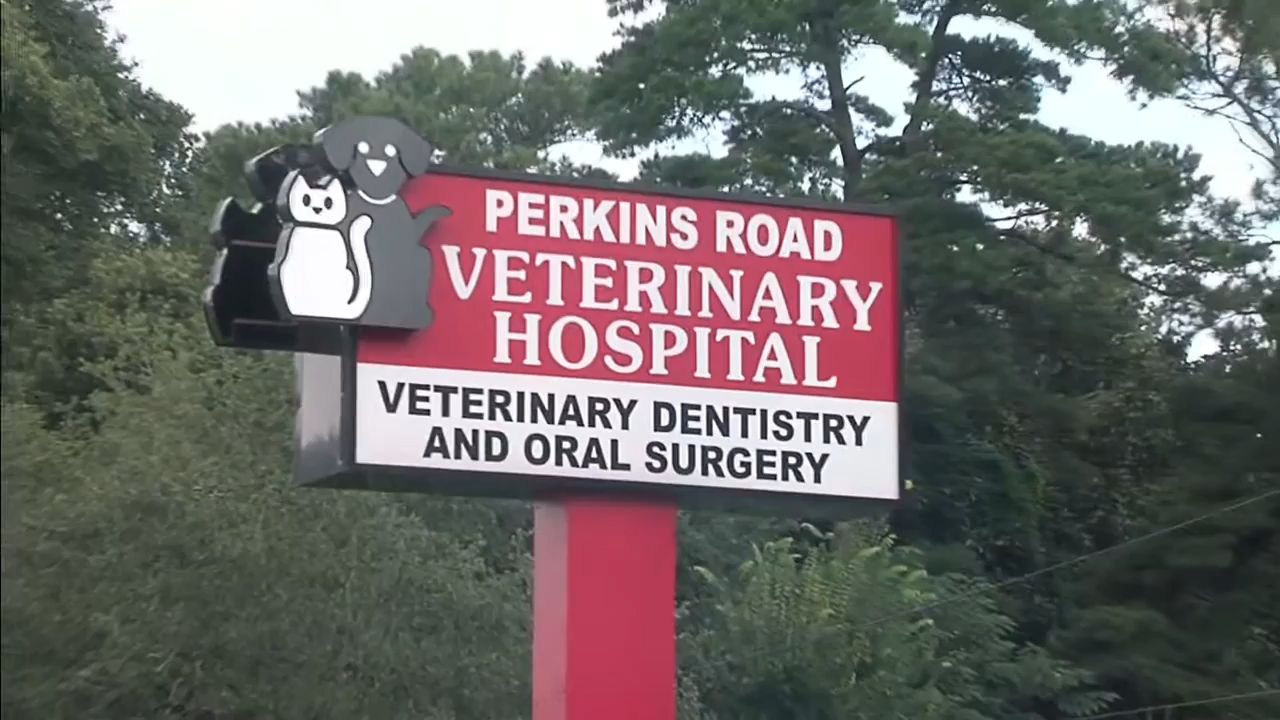 PERKINS ROAD
VETERINARY
HOSPITAL
VETERINARY DENTISTRY
AND ORAL SURGERY